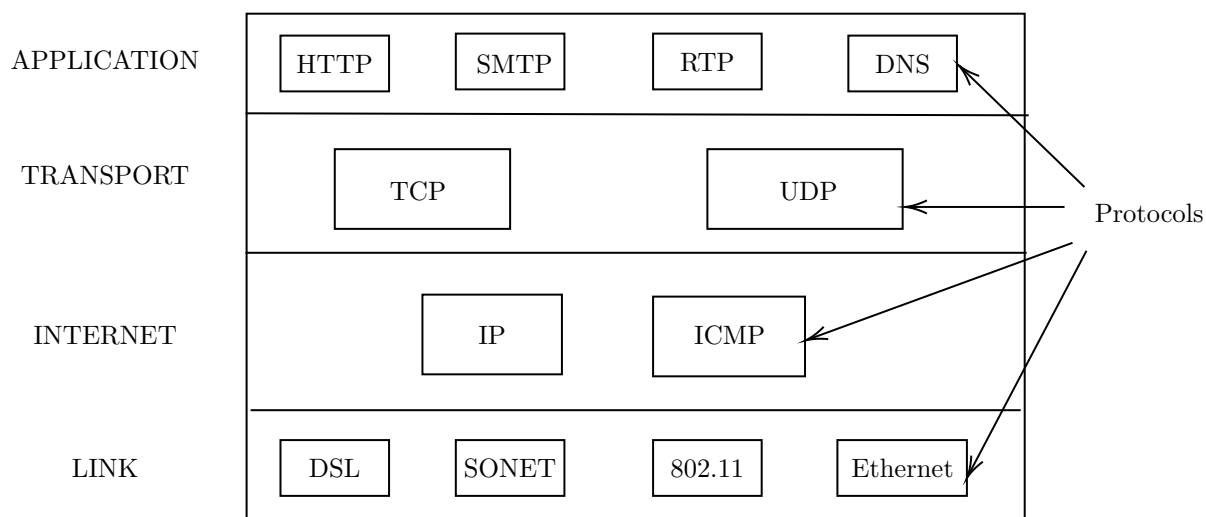 APPLICATION
HTTP
SMTP
RTP
DNS
TRANSPORT
TCP
UDP
Protocols
INTERNET
IP
ICMP
LINK
DSL
SONET
802.11
Ethernet